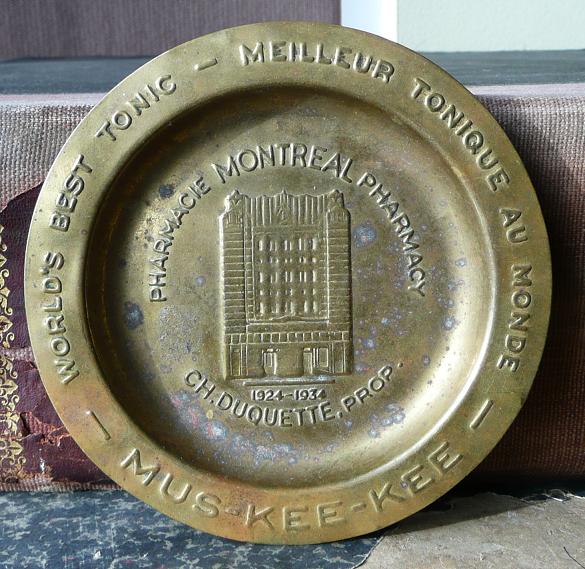 WORLD'S BEST TONIC — MEILLEUR TONIQUE AU MONDE —
MUS-KEE-KEE —
PHARMACIE MONTREAL PHARMACY
1924-1934
CH. DUQUETTE, PROP.